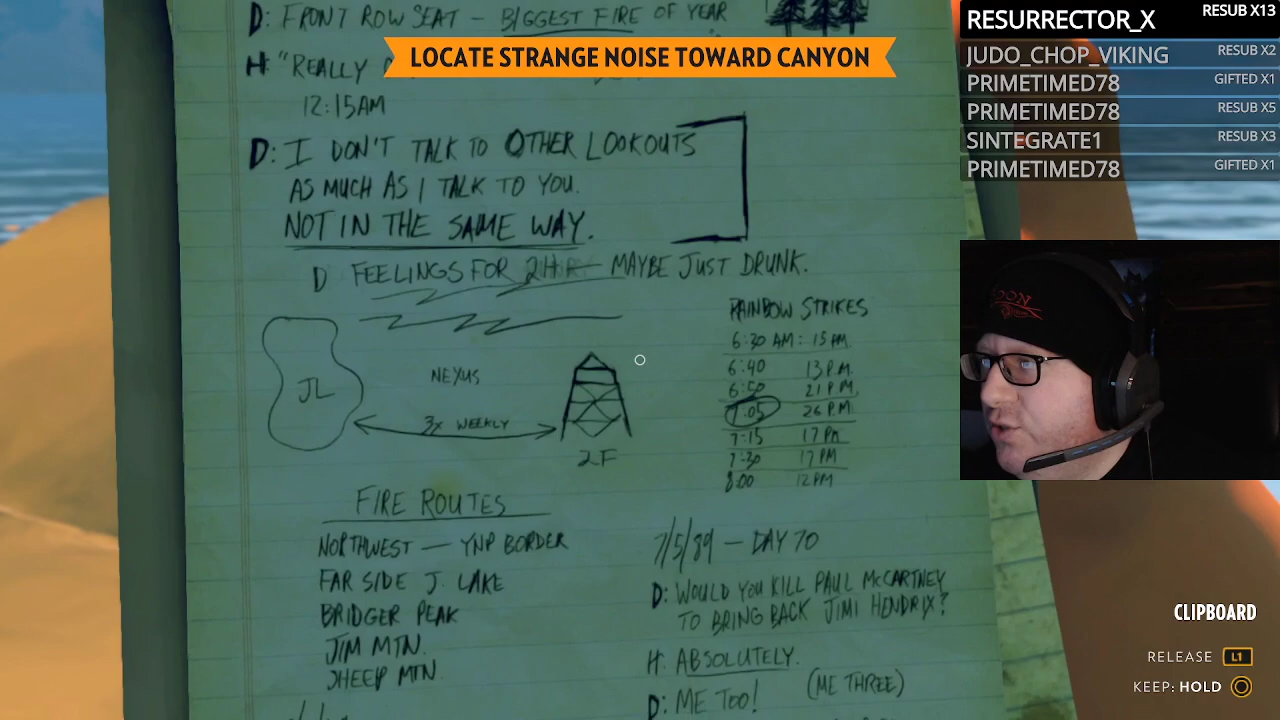 D: FRONT ROW SEAT — BIGGEST FIRE OF YEAR
LOCATE STRANGE NOISE TOWARD CANYON
H: "REALLY
12:15AM
D: I DON'T TALK TO OTHER LOOKOUTS
AS MUCH AS I TALK TO YOU.
NOT IN THE SAME WAY.
D FEELINGS FOR MAYBE JUST DRUNK.
RAINBOW STRIKES
6:30 AM: 15 PM
6:40 13 P.M.
6:50 21 P.M.
7:05 26 P.M.
7:15 17 PM
7:30 17 PM
8:00 12 PM
JL
NEXUS
3X WEEKLY
2F
FIRE ROUTES
NORTHWEST — YNP BORDER
FAR SIDE J. LAKE
BRIDGER PEAK
JIM MTN.
SHEEP MTN.
7/5/89 — DAY 70
D: WOULD YOU KILL PAUL McCARTNEY
TO BRING BACK JIMI HENDRIX?
H: ABSOLUTELY.
D: ME TOO! (ME THREE)
RESURRECTOR_X RESUB X13
JUDO_CHOP_VIKING RESUB X2
PRIMETIMED78 GIFTED X1
PRIMETIMED78 RESUB X5
SINTEGRATE1 RESUB X3
PRIMETIMED78 GIFTED X1
CLIPBOARD
RELEASE L1
KEEP: HOLD